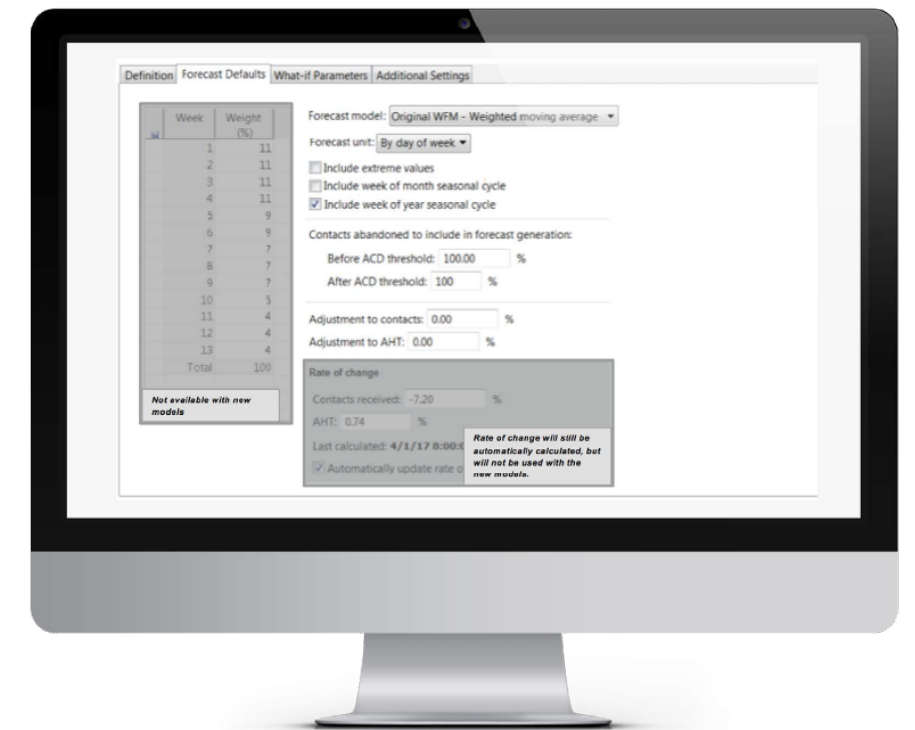 Definition Forecast Defaults What-if Parameters Additional Settings
Week Weight
(%)
1 11
2 11
3 11
4 11
5 9
6 9
7 7
8 7
9 7
10 5
11 4
12 4
13 4
Total 100
Not available with new
models
Forecast model: Original WFM - Weighted moving average
Forecast unit: By day of week
Include extreme values
Include week of month seasonal cycle
Include week of year seasonal cycle
Contacts abandoned to include in forecast generation:
Before ACD threshold: 100.00 %
After ACD threshold: 100 %
Adjustment to contacts: 0.00 %
Adjustment to AHT: 0.00 %
Rate of change
Contacts received: -7.20 %
AHT: 0.74 %
Last calculated: 4/1/17 8:00:0
Automatically update rate o
Rate of change will still be
automatically calculated, but
will not be used with the
new models.